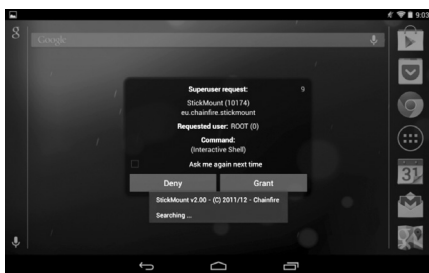 9:03
8
Google
Superuser request:
9
StickMount (10174)
eu.chainfire.stickmount
Requested user: ROOT (0)
Command:
(Interactive Shell)
Ask me again next time
Deny
Grant
StickMount v2.00 - (C) 2011/12 - Chainfire
Searching ...
31